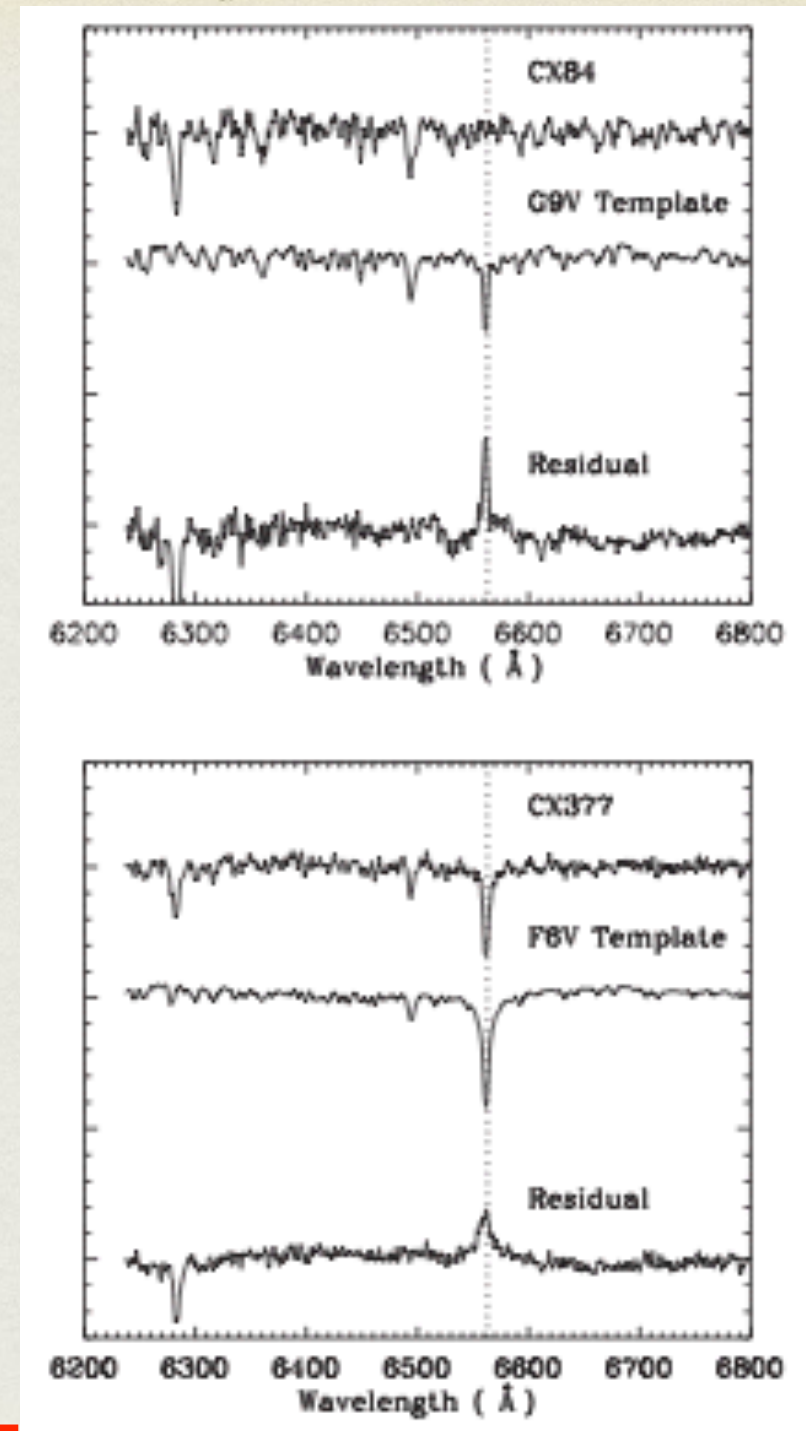 CX84
G9V Template
Residual
6200 6300 6400 6500 6600 6700 6800
Wavelength ( Å )
CX377
F6V Template
Residual
6200 6300 6400 6500 6600 6700 6800
Wavelength ( Å )